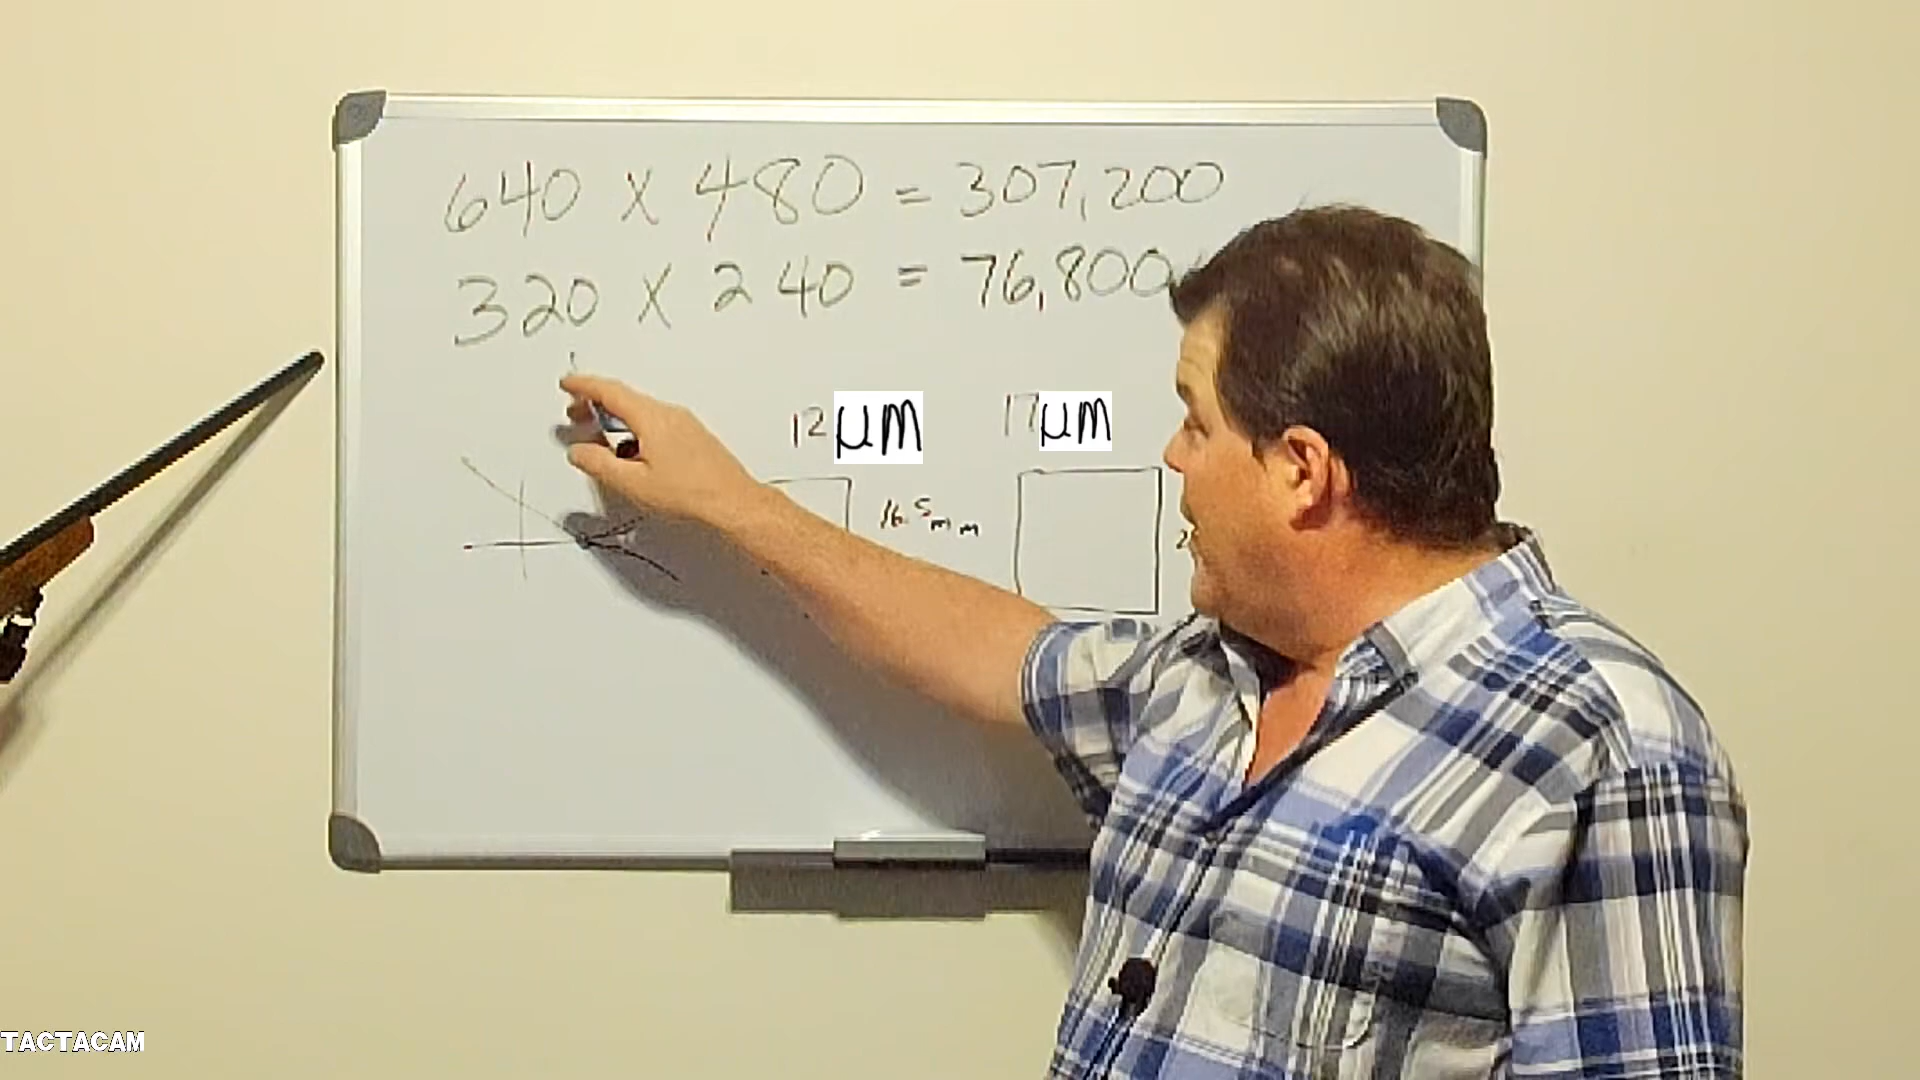 640 x 480 = 307,200
320 x 240 = 76,800
12 µm 17 µm
16.5 mm
TACTACAM